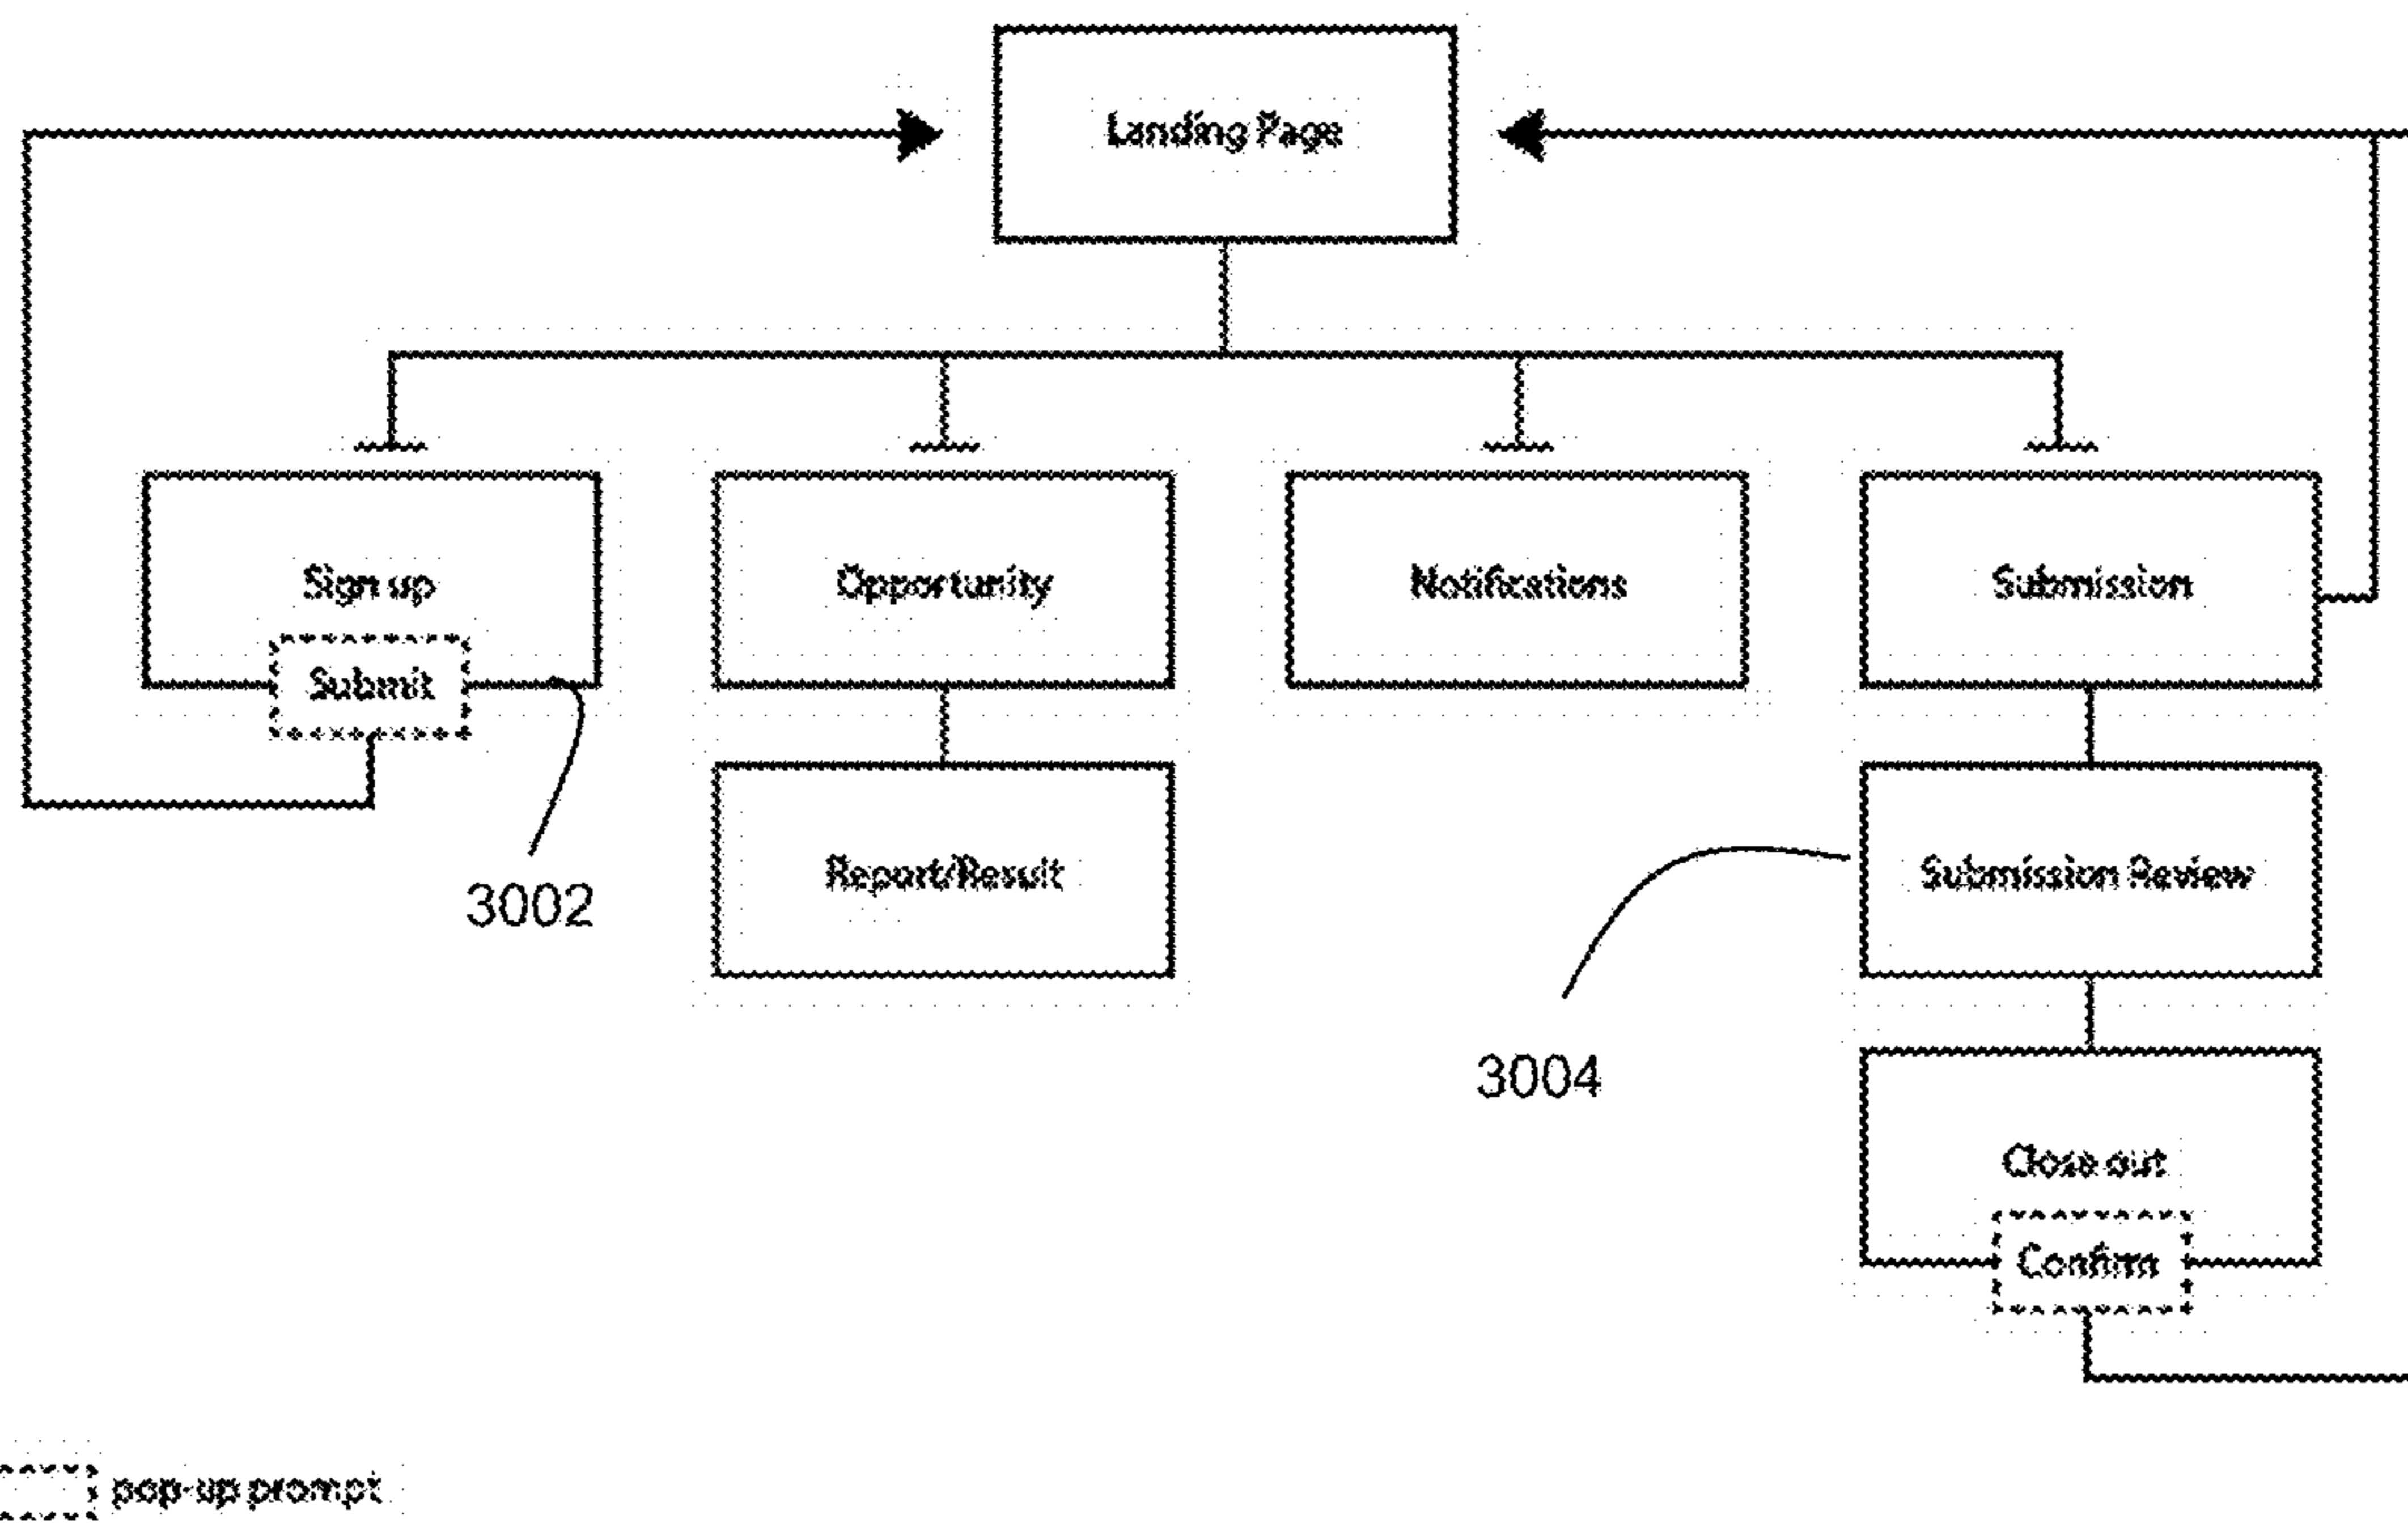 Landing Page
Sign up
Opportunity
Notifications
Submission
Submit
Report/Result
Submission Review
3002
3004
Close out
Confirm
pop-up prompt